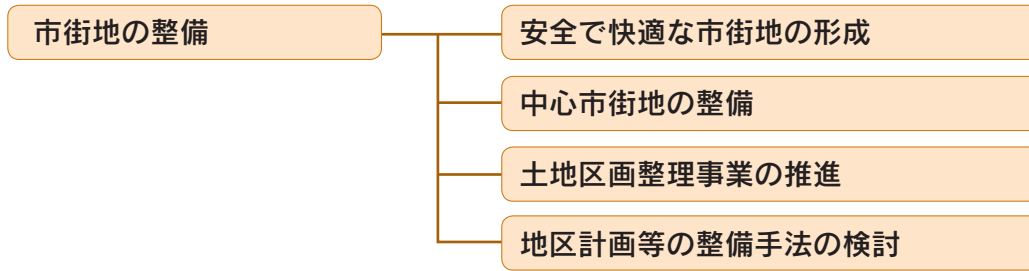 市街地の整備
安全で快適な市街地の形成
中心市街地の整備
土地区画整理事業の推進
地区計画等の整備手法の検討